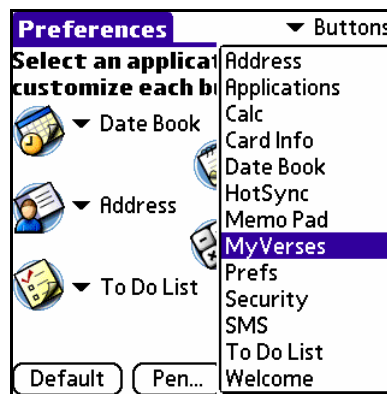 Preferences
Buttons
Select an applicat
customize each b
Date Book
Address
To Do List
Default
Pen...
Address
Applications
Calc
Card Info
Date Book
HotSync
Memo Pad
MyVerses
Prefs
Security
SMS
To Do List
Welcome